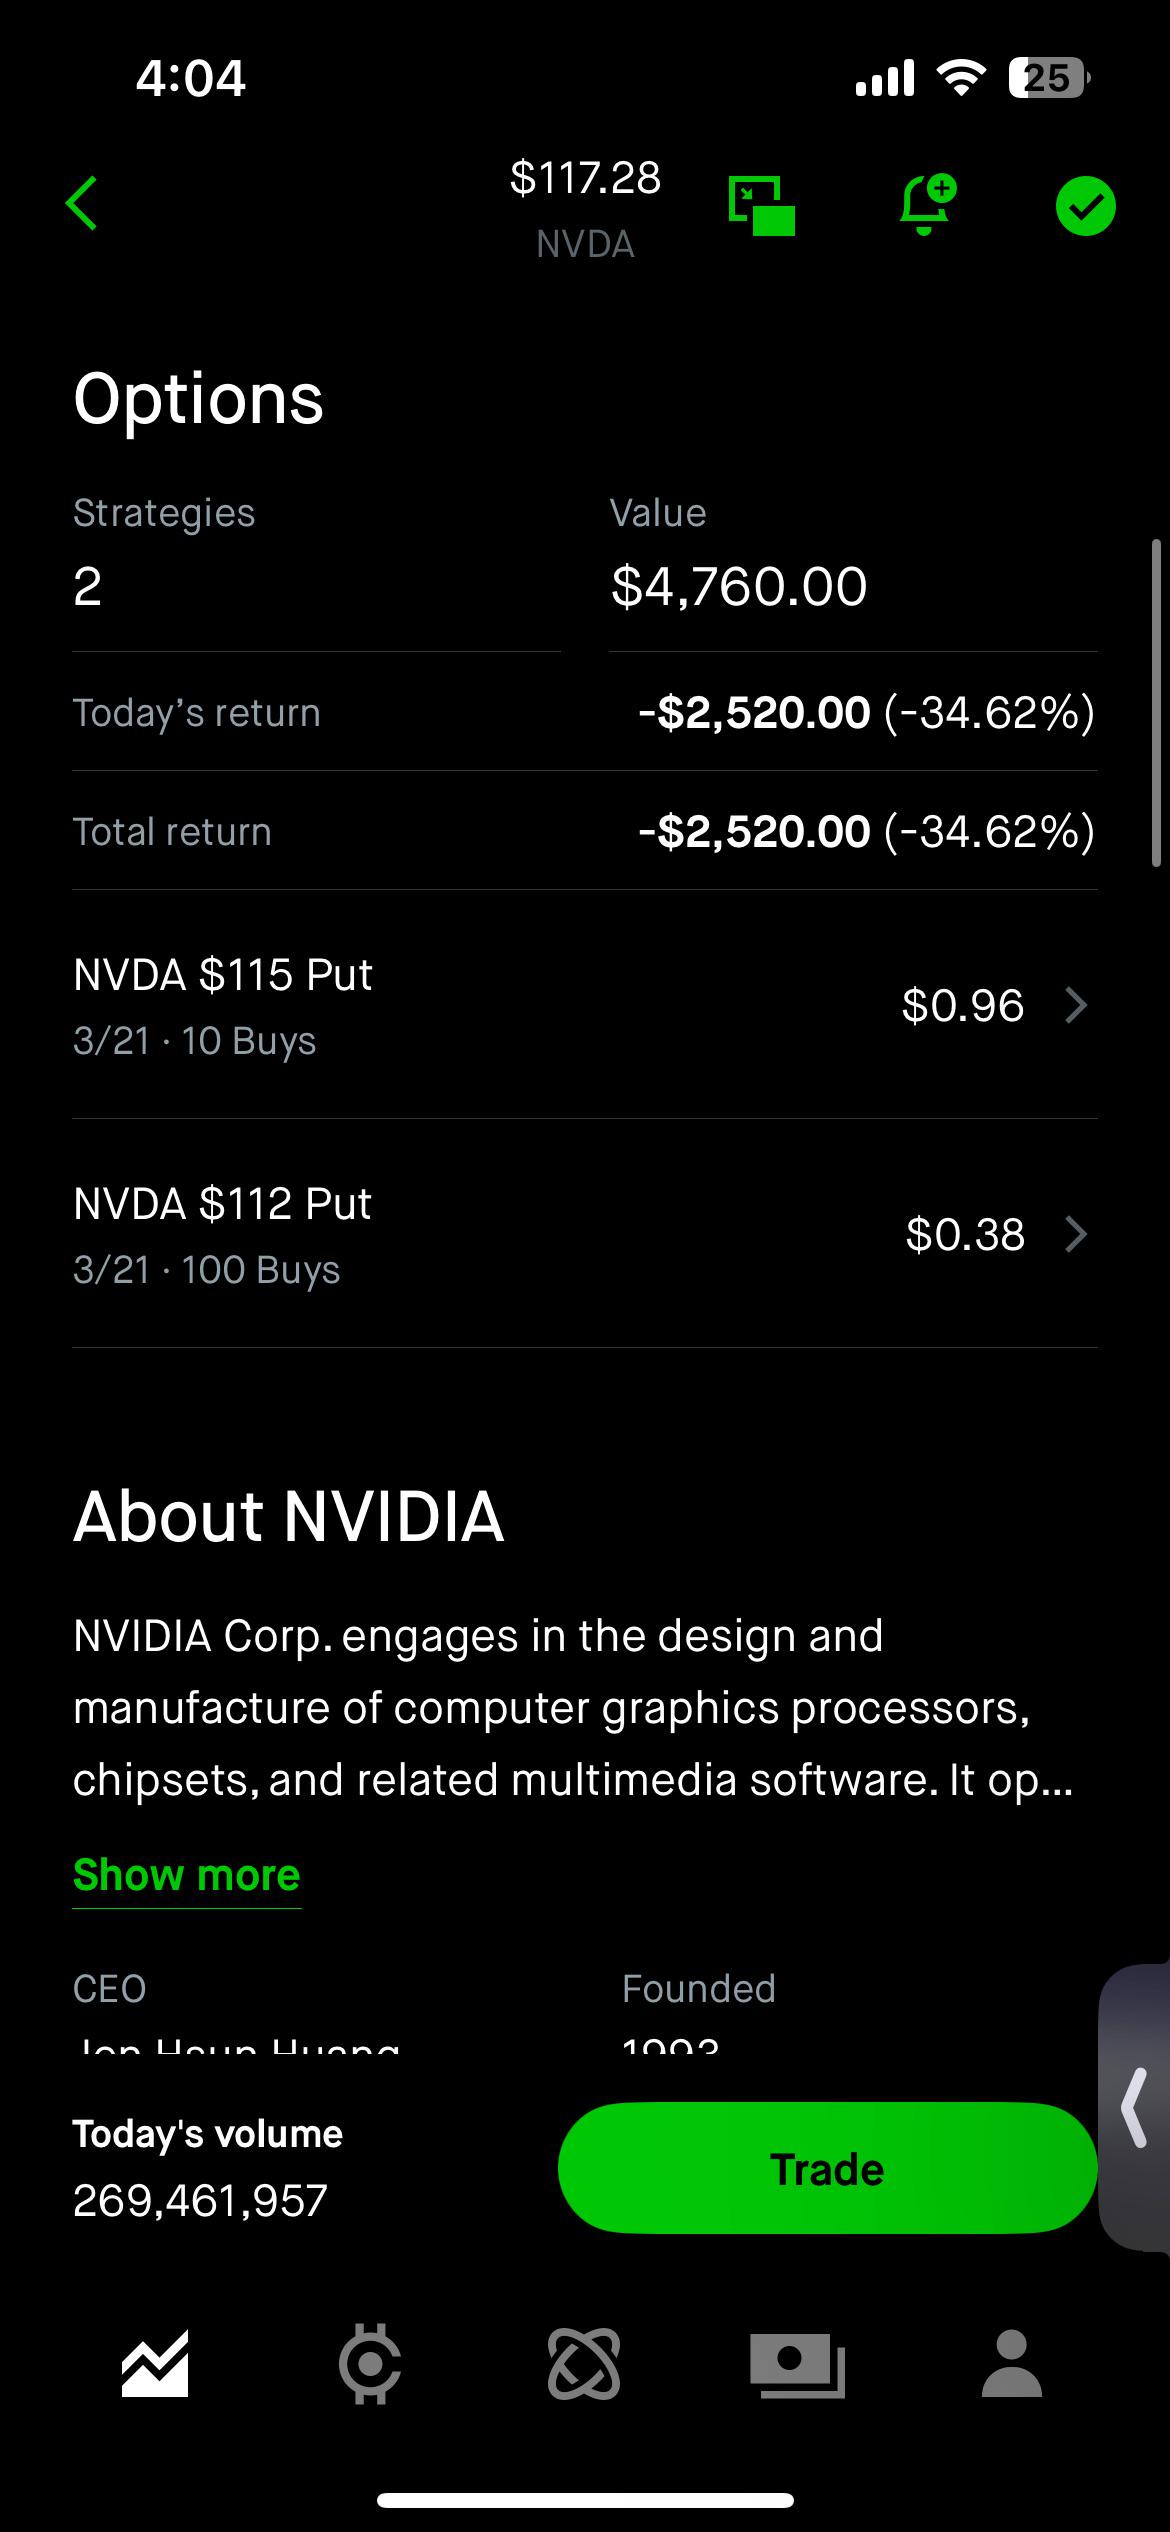 4:04
25
$117.28
NVDA
Options
Strategies
Value
2
$4,760.00
Today’s return
-$2,520.00 (-34.62%)
Total return
-$2,520.00 (-34.62%)
NVDA $115 Put
$0.96
3/21 · 10 Buys
NVDA $112 Put
$0.38
3/21 · 100 Buys
About NVIDIA
NVIDIA Corp. engages in the design and
manufacture of computer graphics processors,
chipsets, and related multimedia software. It op...
Show more
CEO
Founded
Jen Hsun Huang
1993
Today's volume
269,461,957
Trade